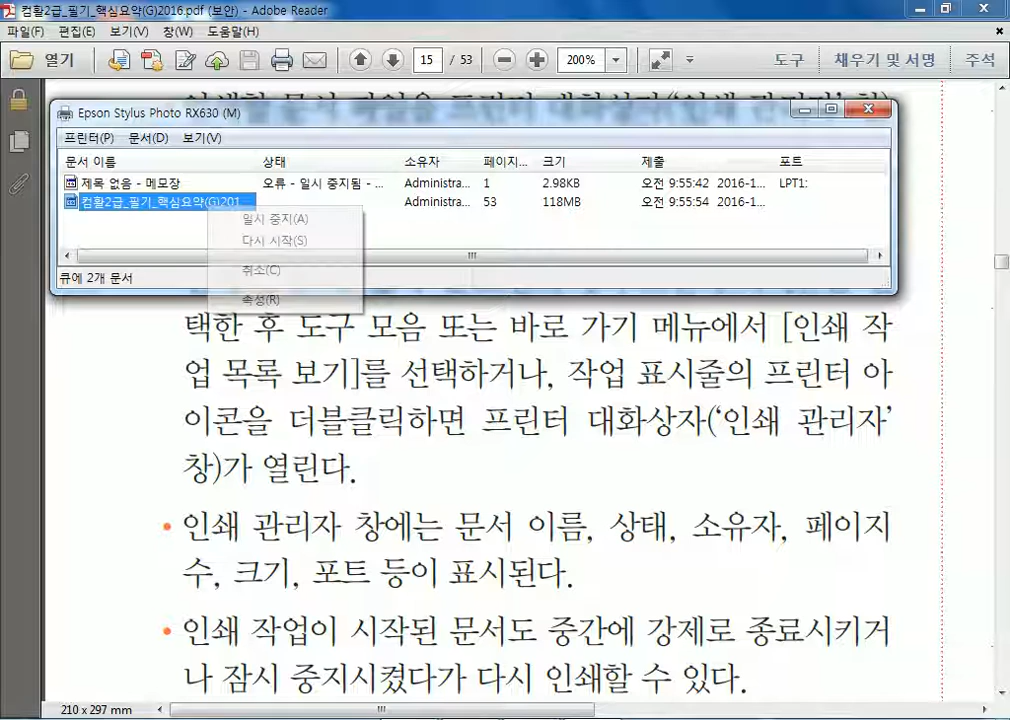 컴활2급_필기_핵심요약(G)2016.pdf (보안) - Adobe Reader
파일(F) 편집(E) 보기(V) 창(W) 도움말(H)
열기 15 / 53 200% 도구 채우기 및 서명 주석
Epson Stylus Photo RX630 (M)
프린터(P) 문서(D) 보기(V)
문서 이름 상태 소유자 페이지... 크기 제출 포트
제목 없음 - 메모장 오류 - 일시 중지됨 - ... Administra... 1 2.98KB 오전 9:55:42 2016-1... LPT1:
컴활2급_필기_핵심요약(G)201... Administra... 53 118MB 오전 9:55:54 2016-1...
일시 중지(A)
다시 시작(S)
취소(C)
속성(R)
큐에 2개 문서
택한 후 도구 모음 또는 바로 가기 메뉴에서 [인쇄 작
업 목록 보기]를 선택하거나, 작업 표시줄의 프린터 아
이콘을 더블클릭하면 프린터 대화상자(‘인쇄 관리자’
창)가 열린다.
• 인쇄 관리자 창에는 문서 이름, 상태, 소유자, 페이지
수, 크기, 포트 등이 표시된다.
• 인쇄 작업이 시작된 문서도 중간에 강제로 종료시키거
나 잠시 중지시켰다가 다시 인쇄할 수 있다.
210 x 297 mm